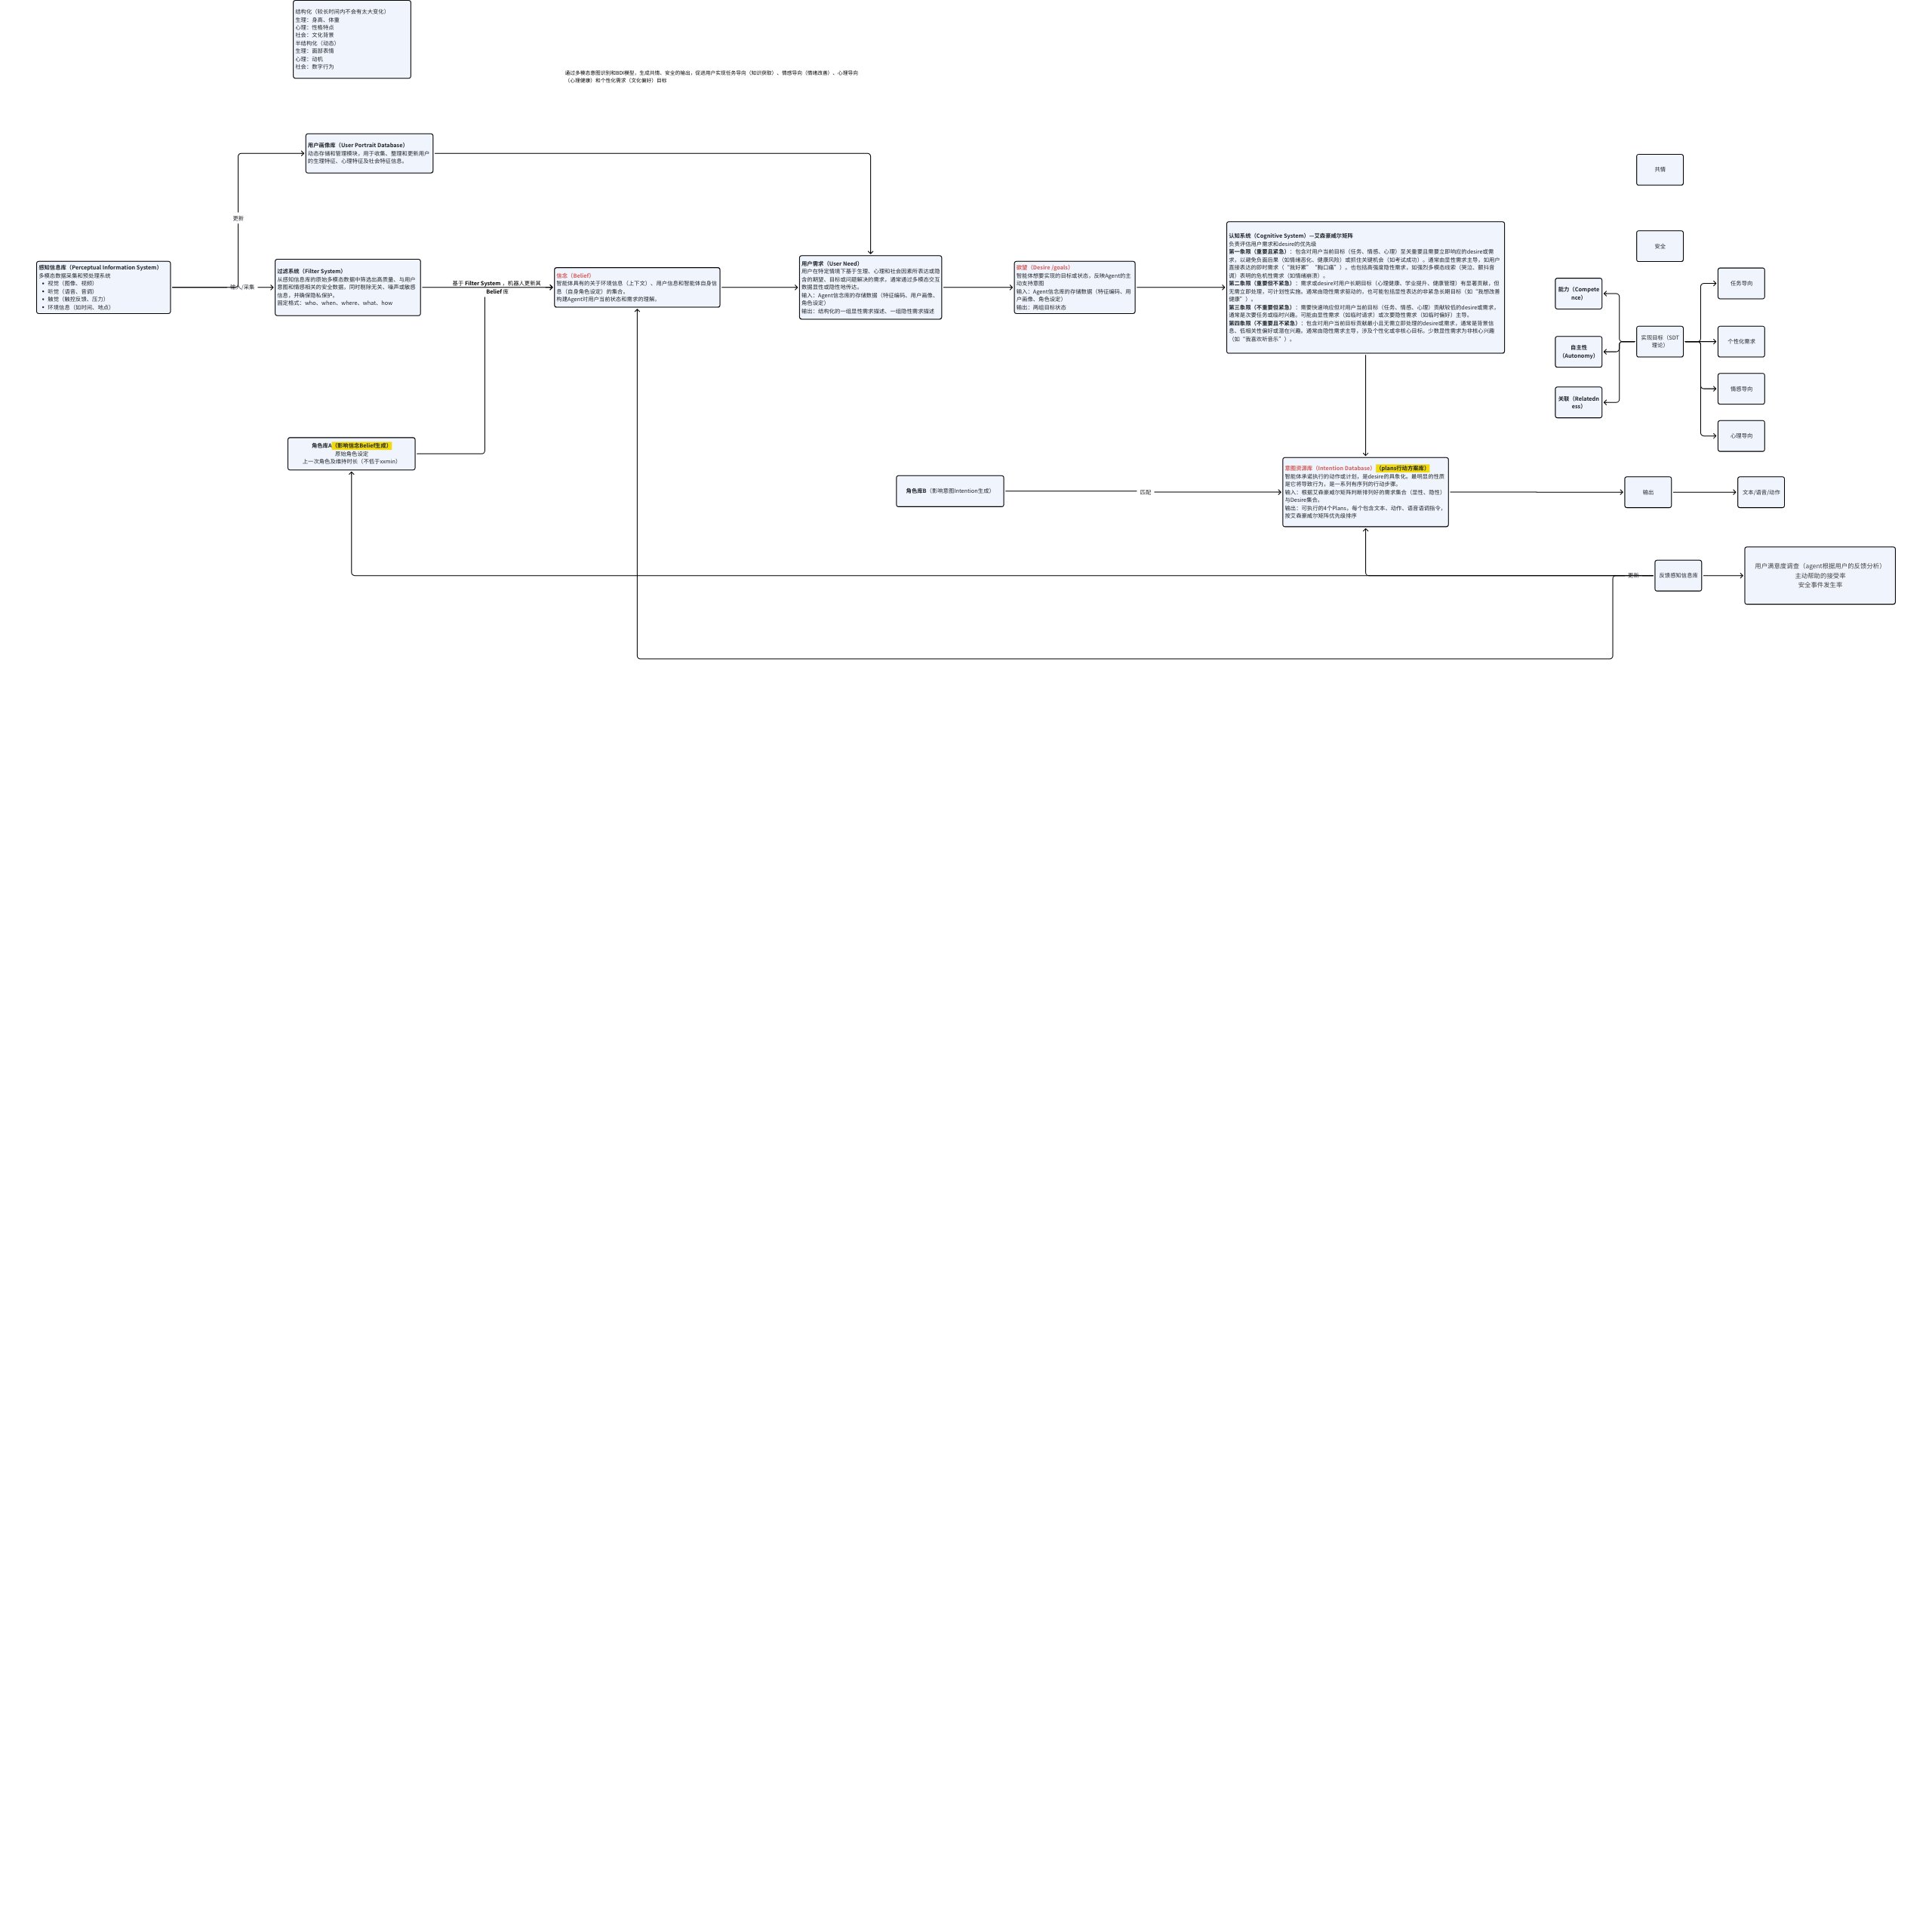 结构化（较长时间内不会有太大变化）
生理：身高、体重
心理：性格特点
社会：文化背景
半结构化（动态）
生理：面部表情
心理：动机
社会：数字行为
通过多模态意图识别和BDI模型，生成共情、安全的输出，促进用户实现任务导向（知识获取）、情感导向（情绪改善）、心理导向
（心理健康）和个性化需求（文化偏好）目标
用户画像库（User Portrait Database）
动态存储和管理模块，用于收集、整理和更新用户
的生理特征、心理特征及社会特征信息。
更新
感知信息库（Perceptual Information System）
多模态数据采集和预处理系统
• 视觉（图像、视频）
• 听觉（语音、音调）
• 触觉（触控反馈、压力）
• 环境信息（如时间、地点）
输入/采集
过滤系统（Filter System）
从感知信息库的原始多模态数据中筛选出高质量、与用户
意图和情感相关的安全数据，同时剔除无关、噪声或敏感
信息，并确保隐私保护。
固定格式：who、when、where、what、how
基于 Filter System ，机器人更新其
Belief 库
信念（Belief）
智能体具有的关于环境信息（上下文）、用户信息和智能体自身信
息（自身角色设定）的集合。
构建Agent对用户当前状态和需求的理解。
用户需求（User Need）
用户在特定情境下基于生理、心理和社会因素所表达或隐
含的期望、目标或问题解决的需求，通常通过多模态交互
数据显性或隐性地传达。
输入：Agent信念库的存储数据（特征编码、用户画像、
角色设定）
输出：结构化的一组显性需求描述、一组隐性需求描述
欲望（Desire /goals）
智能体想要实现的目标或状态，反映Agent的主
动支持意图
输入：Agent信念库的存储数据（特征编码、用
户画像、角色设定）
输出：两组目标状态
认知系统（Cognitive System）—艾森豪威尔矩阵
负责评估用户需求和desire的优先级
第一象限（重要且紧急）：包含对用户当前目标（任务、情感、心理）至关重要且需要立即响应的desire或需
求，以避免负面后果（如情绪恶化、健康风险）或抓住关键机会（如考试成功）。通常由显性需求主导，如用户
直接表达的即时需求（“我好累”“胸口痛”），也包括高强度隐性需求，如强烈多模态线索（哭泣、颤抖音
调）表明的危机性需求（如情绪崩溃）。
第二象限（重要但不紧急）：需求或desire对用户长期目标（心理健康、学业提升、健康管理）有显著贡献，但
无需立即处理，可计划性实施。通常由隐性需求驱动的，也可能包括显性表达的非紧急长期目标（如“我想改善
健康”）。
第三象限（不重要但紧急）：需要快速响应但对用户当前目标（任务、情感、心理）贡献较低的desire或需求，
通常是次要任务或临时兴趣。可能由显性需求（如临时请求）或次要隐性需求（如临时偏好）主导。
第四象限（不重要且不紧急）：包含对用户当前目标贡献最小且无需立即处理的desire或需求，通常是背景信
息、低相关性偏好或潜在兴趣。通常由隐性需求主导，涉及个性化或非核心目标，少数显性需求为非核心兴趣
（如“我喜欢听音乐”）。
共情
安全
能力（Compete
nce）
自主性
（Autonomy）
关联（Relatedn
ess）
实现目标（SDT
理论）
任务导向
个性化需求
情感导向
心理导向
角色库A（影响信念Belief生成）
原始角色设定
上一次角色及维持时长（不低于xxmin）
角色库B（影响意图Intention生成）
匹配
意图资源库（Intention Database）（plans行动方案库）
智能体承诺执行的动作或计划，是desire的具象化。最明显的性质
是它将导致行为，是一系列有序列的行动步骤。
输入：根据艾森豪威尔矩阵判断排列好的需求集合（显性、隐性）
与Desire集合。
输出：可执行的4个Plans，每个包含文本、动作、语音语调指令，
按艾森豪威尔矩阵优先级排序
输出
文本/语音/动作
更新
反馈感知信息库
用户满意度调查（agent根据用户的反馈分析）
主动帮助的接受率
安全事件发生率